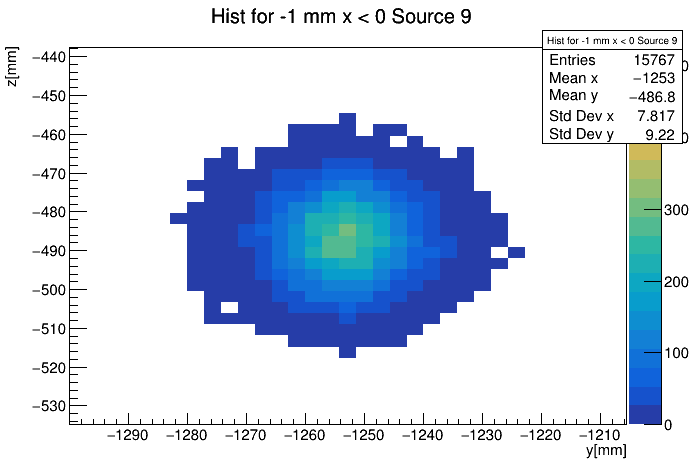 Hist for -1 mm x < 0 Source 9
Hist for -1 mm x < 0 Source 9
Entries 15767
Mean x −1253
Mean y −486.8
Std Dev x 7.817
Std Dev y 9.22
z[mm]
−440
−450
−460
−470
−480
−490
−500
−510
−520
−530
−1290 −1280 −1270 −1260 −1250 −1240 −1230 −1220 −1210
y[mm]
300
200
100
0